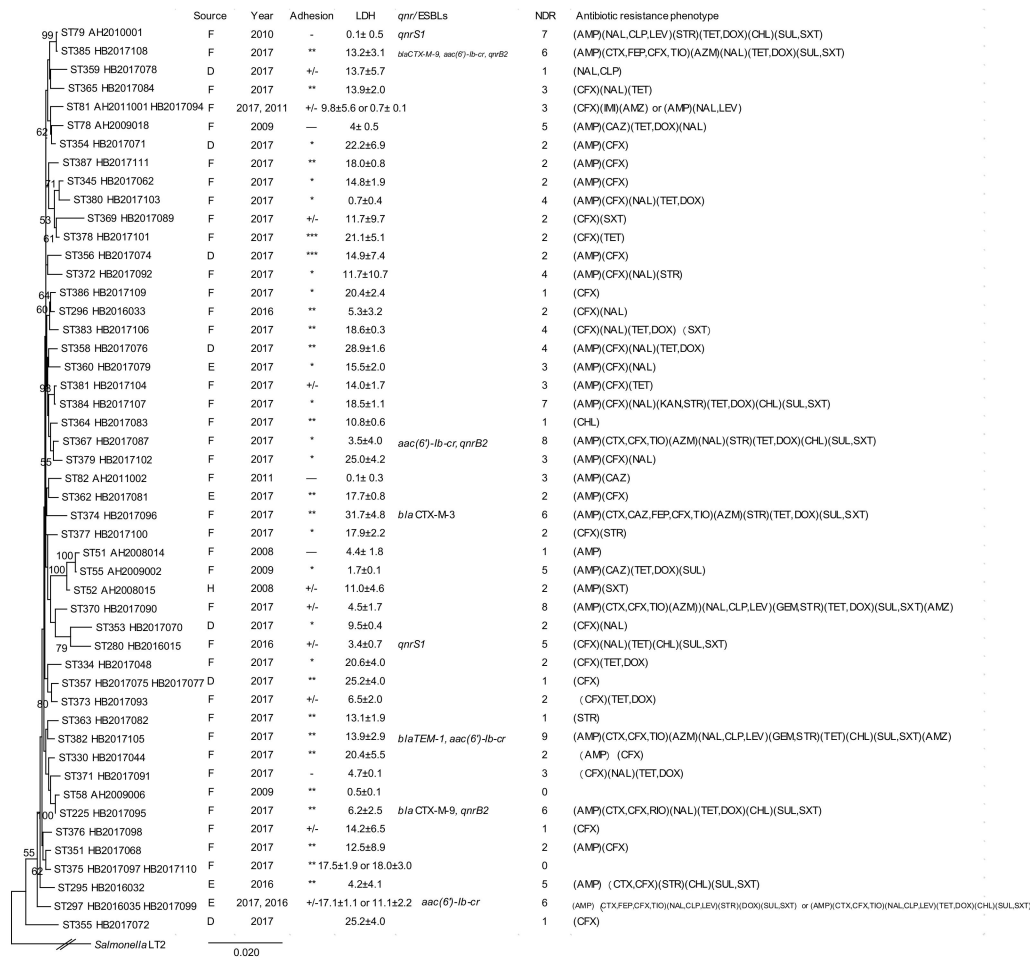 Source Year Adhesion LDH qnr/ESBLs NDR Antibiotic resistance phenotype
99 ST79 AH2010001 F 2010 - 0.1± 0.5 qnrS1 7 (AMP)(NAL,CLP,LEV)(STR)(TET,DOX)(CHL)(SUL,SXT)
ST385 HB2017108 F 2017 ** 13.2±3.1 blaCTX-M-9, aac(6')-Ib-cr, qnrB2 6 (AMP)(CTX,FEP,CFX,TIO)(AZM)(NAL)(TET,DOX)(SUL,SXT)
ST359 HB2017078 D 2017 +/- 13.7±5.7 1 (NAL,CLP)
ST365 HB2017084 F 2017 ** 13.9±2.0 3 (CFX)(NAL)(TET)
ST81 AH2011001 HB2017094 F 2017, 2011 +/- 9.8±5.6 or 0.7± 0.1 3 (CFX)(IMI)(AMZ) or (AMP)(NAL,LEV)
62 ST78 AH2009018 F 2009 — 4± 0.5 5 (AMP)(CAZ)(TET,DOX)(NAL)
ST354 HB2017071 D 2017 * 22.2±6.9 2 (AMP)(CFX)
ST387 HB2017111 F 2017 ** 18.0±0.8 2 (AMP)(CFX)
71 ST345 HB2017062 F 2017 * 14.8±1.9 2 (AMP)(CFX)
ST380 HB2017103 F 2017 * 0.7±0.4 4 (AMP)(CFX)(NAL)(TET,DOX)
53 ST369 HB2017089 F 2017 +/- 11.7±9.7 2 (CFX)(SXT)
61 ST378 HB2017101 F 2017 *** 21.1±5.1 2 (CFX)(TET)
ST356 HB2017074 D 2017 *** 14.9±7.4 2 (AMP)(CFX)
ST372 HB2017092 F 2017 * 11.7±10.7 4 (AMP)(CFX)(NAL)(STR)
64 ST386 HB2017109 F 2017 * 20.4±2.4 1 (CFX)
60 ST296 HB2016033 F 2016 ** 5.3±3.2 2 (CFX)(NAL)
ST383 HB2017106 F 2017 ** 18.6±0.3 4 (CFX)(NAL)(TET,DOX) (SXT)
ST358 HB2017076 D 2017 ** 28.9±1.6 4 (AMP)(CFX)(NAL)(TET,DOX)
ST360 HB2017079 E 2017 * 15.5±2.0 3 (AMP)(CFX)(NAL)
ST381 HB2017104 F 2017 +/- 14.0±1.7 3 (AMP)(CFX)(TET)
ST384 HB2017107 F 2017 * 18.5±1.1 7 (AMP)(CFX)(NAL)(KAN,STR)(TET,DOX)(CHL)(SUL,SXT)
ST364 HB2017083 F 2017 ** 10.8±0.6 1 (CHL)
ST367 HB2017087 F 2017 * 3.5±4.0 aac(6')-Ib-cr, qnrB2 8 (AMP)(CTX,CFX,TIO)(AZM)(NAL)(STR)(TET,DOX)(CHL)(SUL,SXT)
55 ST379 HB2017102 F 2017 * 25.0±4.2 3 (AMP)(CFX)(NAL)
ST82 AH2011002 F 2011 — 0.1± 0.3 3 (AMP)(CAZ)
ST362 HB2017081 E 2017 ** 17.7±0.8 2 (AMP)(CFX)
ST374 HB2017096 F 2017 ** 31.7±4.8 bla CTX-M-3 6 (AMP)(CTX,CAZ,FEP,CFX,TIO)(AZM)(STR)(TET,DOX)(SUL,SXT)
ST377 HB2017100 F 2017 * 17.9±2.2 2 (CFX)(STR)
100 ST51 AH2008014 F 2008 — 4.4± 1.8 1 (AMP)
100 ST55 AH2009002 F 2009 * 1.7±0.1 5 (AMP)(CAZ)(TET,DOX)(SUL)
ST52 AH2008015 H 2008 +/- 11.0±4.6 2 (AMP)(SXT)
ST370 HB2017090 F 2017 +/- 4.5±1.7 8 (AMP)(CTX,CFX,TIO)(AZM))(NAL,CLP,LEV)(GEM,STR)(TET,DOX)(SUL,SXT)(AMZ)
ST353 HB2017070 D 2017 * 9.5±0.4 2 (CFX)(NAL)
79 ST280 HB2016015 F 2016 +/- 3.4±0.7 qnrS1 5 (CFX)(NAL)(TET)(CHL)(SUL,SXT)
ST334 HB2017048 F 2017 * 20.6±4.0 2 (CFX)(TET,DOX)
ST357 HB2017075 HB2017077 D 2017 ** 25.2±4.0 1 (CFX)
80 ST373 HB2017093 F 2017 +/- 6.5±2.0 2 (CFX)(TET,DOX)
ST363 HB2017082 F 2017 ** 13.1±1.9 1 (STR)
ST382 HB2017105 F 2017 ** 13.9±2.9 blaTEM-1, aac(6')-Ib-cr 9 (AMP)(CTX,CFX,TIO)(AZM)(NAL,CLP,LEV)(GEM,STR)(TET)(CHL)(SUL,SXT)(AMZ)
ST330 HB2017044 F 2017 ** 20.4±5.5 2 (AMP) (CFX)
ST371 HB2017091 F 2017 - 4.7±0.1 3 (CFX)(NAL)(TET,DOX)
ST58 AH2009006 F 2009 ** 0.5±0.1 0
100 ST225 HB2017095 F 2017 ** 6.2±2.5 bla CTX-M-9, qnrB2 6 (AMP)(CTX,CFX,RIO)(NAL)(TET,DOX)(CHL)(SUL,SXT)
ST376 HB2017098 F 2017 +/- 14.2±6.5 1 (CFX)
55 ST351 HB2017068 F 2017 ** 12.5±8.9 2 (AMP)(CFX)
62 ST375 HB2017097 HB2017110 F 2017 ** 17.5±1.9 or 18.0±3.0 0
ST295 HB2016032 E 2016 ** 4.2±4.1 5 (AMP) (CTX,CFX)(STR)(CHL)(SUL,SXT)
ST297 HB2016035 HB2017099 E 2017, 2016 +/-17.1±1.1 or 11.1±2.2 aac(6')-Ib-cr 6 (AMP) (CTX,FEP,CFX,TIO)(NAL,CLP,LEV)(STR)(DOX)(SUL,SXT) or (AMP)(CTX,CFX,TIO)(NAL,CLP,LEV)(TET,DOX)(CHL)(SUL,SXT)
ST355 HB2017072 D 2017 ** 25.2±4.0 1 (CFX)
Salmonella LT2
0.020